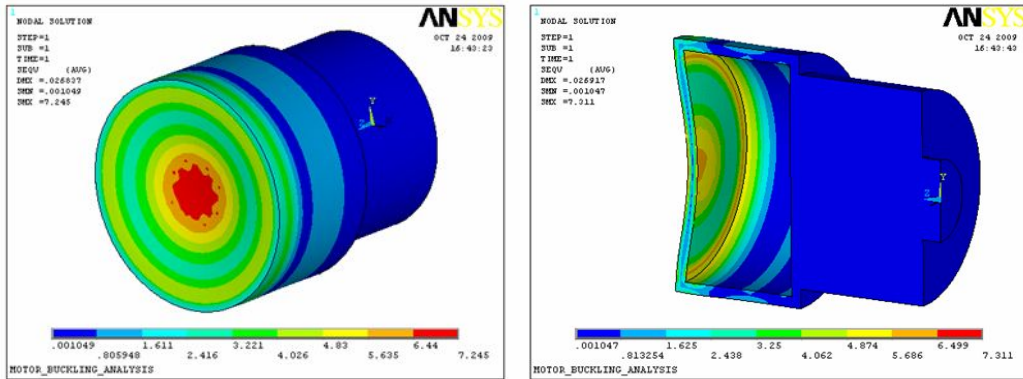 1
NODAL SOLUTION
STEP=1
SUB =1
TIME=1
SEQV (AVG)
DMX =.026837
SMN =.001049
SMX =7.245
ANSYS
OCT 24 2009
16:43:23
Y
.001049 1.611 3.221 4.83 6.44
.805948 2.416 4.026 5.635 7.245
MOTOR_BUCKLING_ANALYSIS
1
NODAL SOLUTION
STEP=1
SUB =1
TIME=1
SEQV (AVG)
DMX =.026917
SMN =.001047
SMX =7.311
ANSYS
OCT 24 2009
16:43:43
Y
.001047 1.625 3.25 4.874 6.499
.813254 2.438 4.062 5.686 7.311
MOTOR_BUCKLING_ANALYSIS